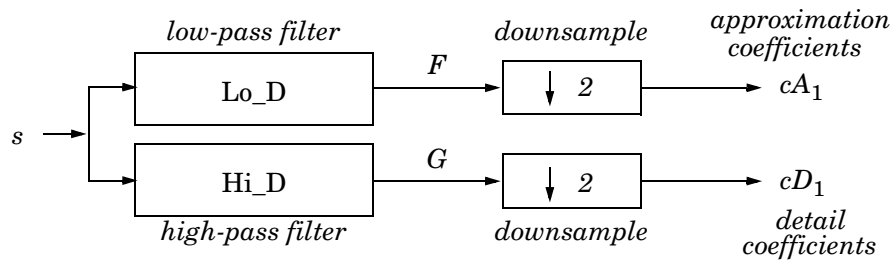 low-pass filter
downsample
approximation
coefficients
Lo_D
F
↓ 2
cA1
s
Hi_D
G
↓ 2
cD1
high-pass filter
downsample
detail
coefficients